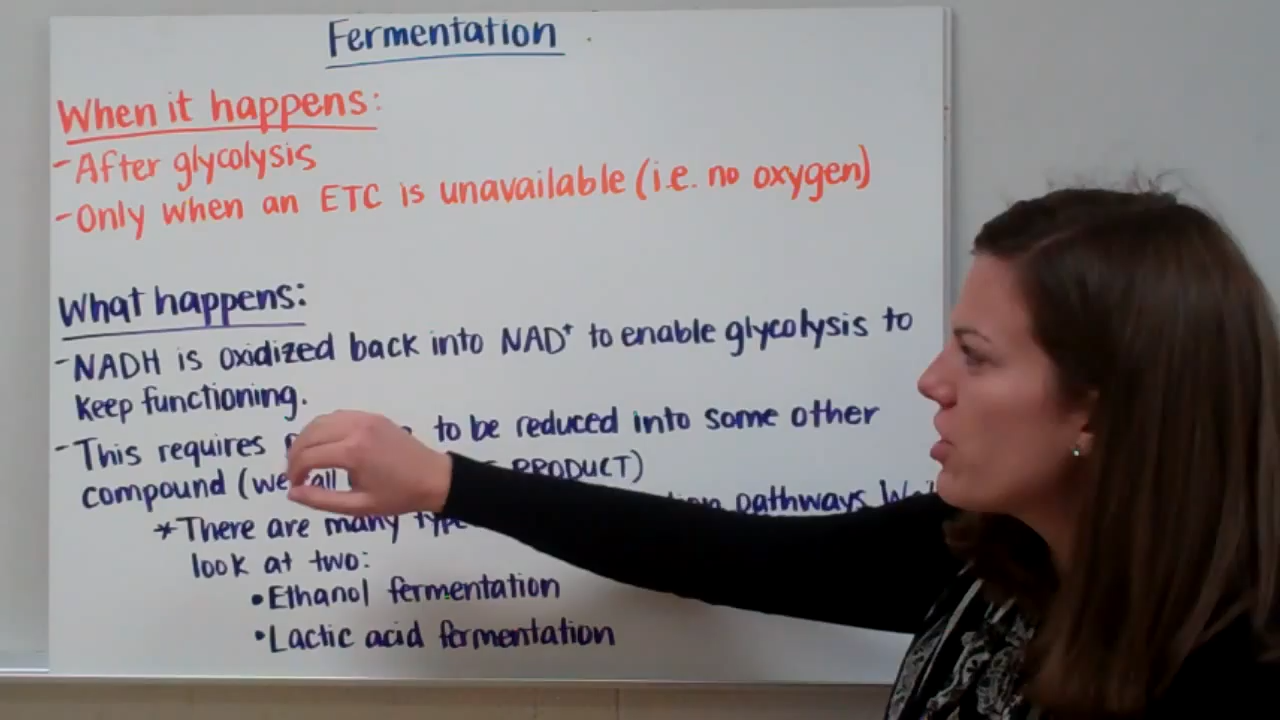 Fermentation
When it happens:
- After glycolysis
- Only when an ETC is unavailable (i.e. no oxygen)
What happens:
- NADH is oxidized back into NAD⁺ to enable glycolysis to
keep functioning.
- This requires to be reduced into some other
compound (we call PRODUCT)
* There are many pathways
look at two:
• Ethanol fermentation
• Lactic acid fermentation